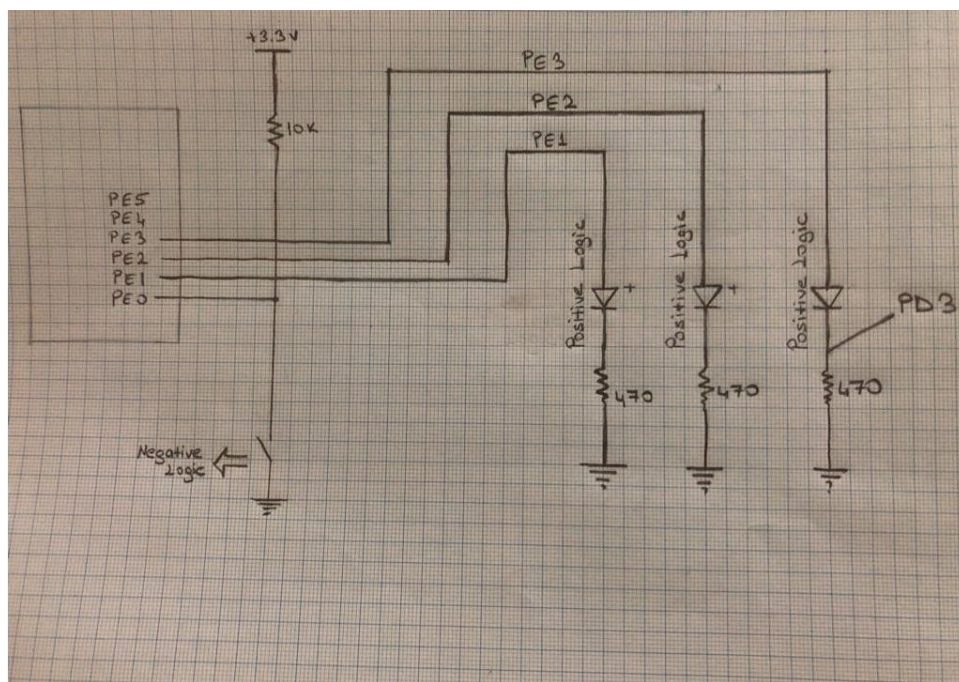 +3.3V
10K
PE3
PE2
PE1
PE5
PE4
PE3
PE2
PE1
PE0
Positive Logic
+
Positive Logic
+
Positive Logic
PD3
470
470
470
Negative
Logic